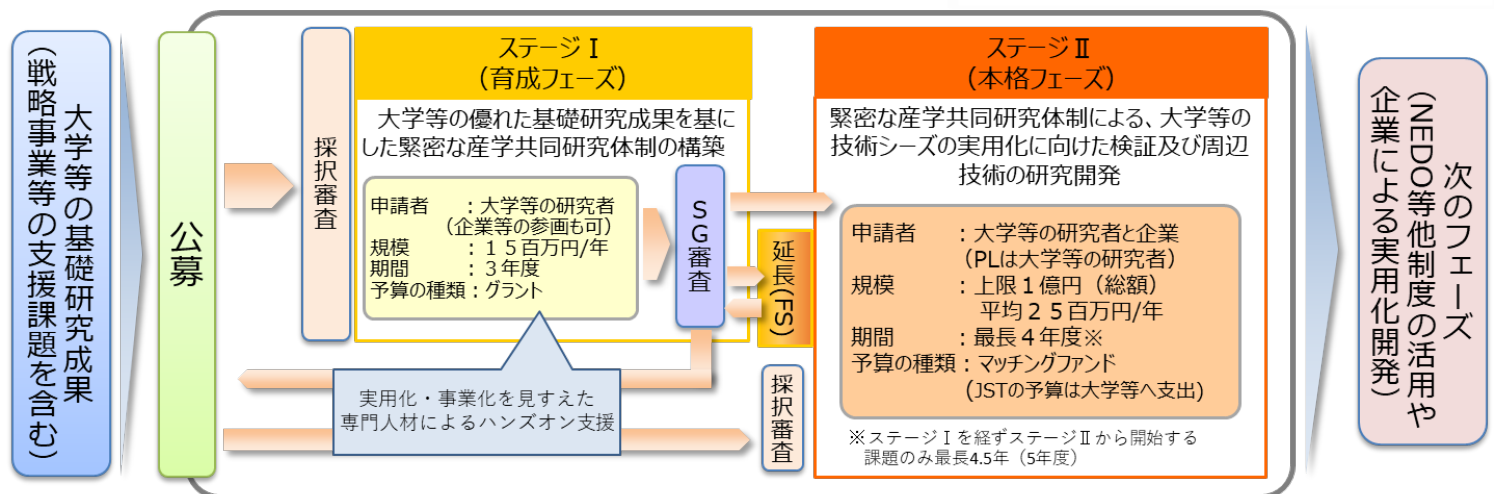 大学等の基礎研究成果
（戦略事業等の支援課題を含む）
公募
採択審査
ステージⅠ
（育成フェーズ）
大学等の優れた基礎研究成果を基に
した緊密な産学共同研究体制の構築
申請者　　：大学等の研究者
（企業等の参画も可）
規模　　　：１５百万円/年
期間　　　：３年度
予算の種類：グラント
SG審査
延長(FS)
実用化・事業化を見すえた
専門人材によるハンズオン支援
採択審査
ステージⅡ
（本格フェーズ）
緊密な産学共同研究体制による、大学等の
技術シーズの実用化に向けた検証及び周辺
技術の研究開発
申請者　　：大学等の研究者と企業
（PLは大学等の研究者）
規模　　　：上限１億円（総額）
平均２５百万円/年
期間　　　：最長４年度※
予算の種類：マッチングファンド
（JSTの予算は大学等へ支出）
※ステージⅠを経ずステージⅡから開始する
課題のみ最長4.5年（5年度）
次のフェーズ
（NEDO等他制度の活用や
企業による実用化開発）